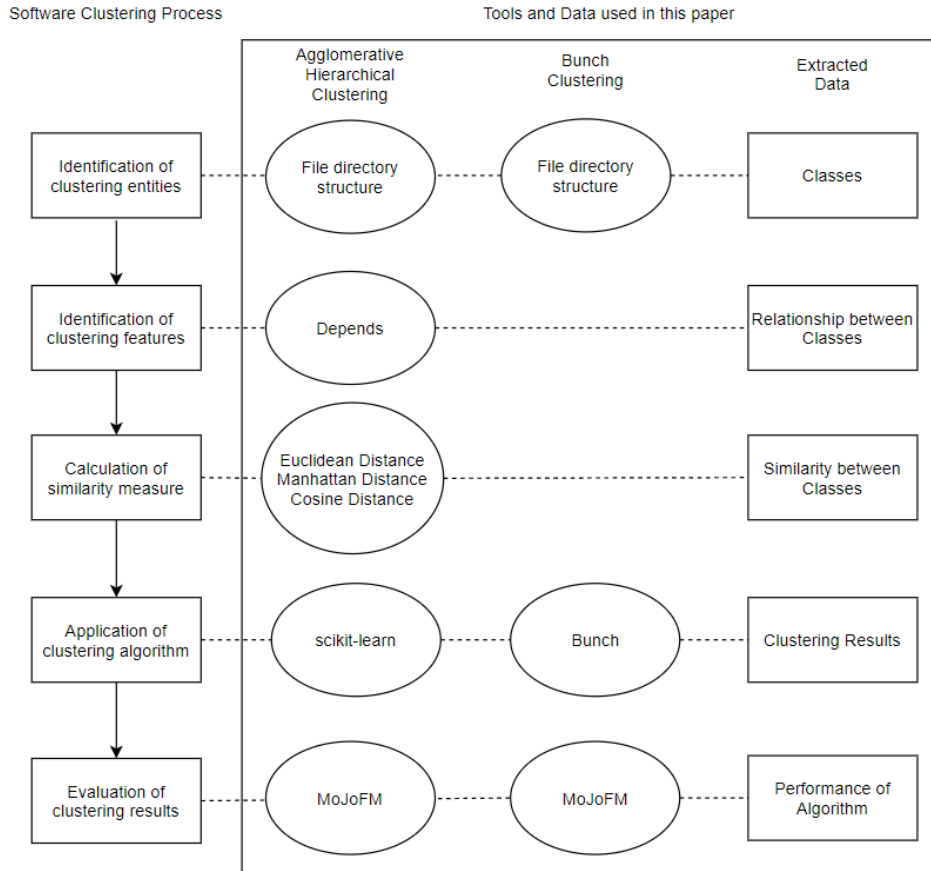 Software Clustering Process
Tools and Data used in this paper
Agglomerative
Hierarchical
Clustering
Bunch
Clustering
Extracted
Data
Identification of
clustering entities
File directory
structure
File directory
structure
Classes
Identification of
clustering features
Depends
Relationship between
Classes
Calculation of
similarity measure
Euclidean Distance
Manhattan Distance
Cosine Distance
Similarity between
Classes
Application of
clustering algorithm
scikit-learn
Bunch
Clustering Results
Evaluation of
clustering results
MoJoFM
MoJoFM
Performance of
Algorithm